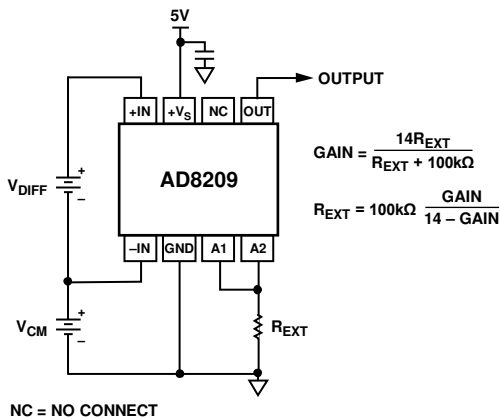 5V
OUTPUT
+IN +VS NC OUT
GAIN = 14REXT / REXT + 100kΩ
AD8209
VDIFF
+
–
REXT = 100kΩ GAIN / 14 – GAIN
–IN GND A1 A2
VCM
+
–
REXT
NC = NO CONNECT